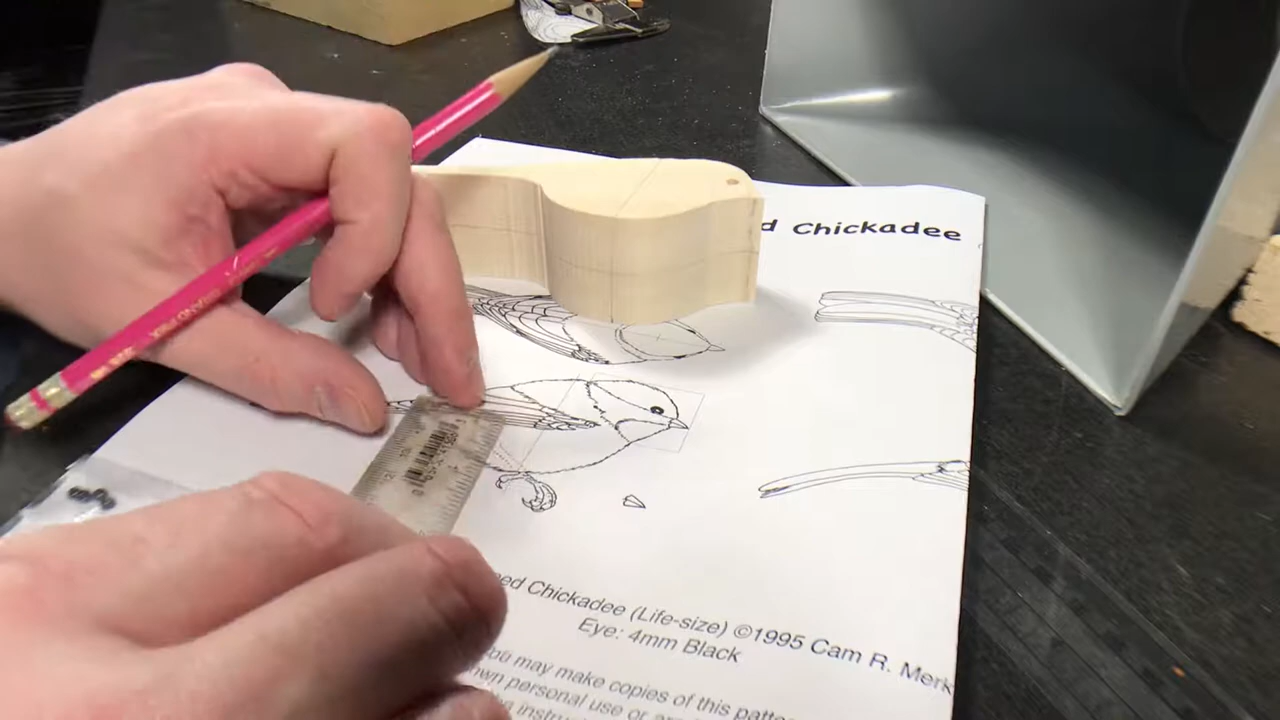 d Chickadee
ed Chickadee (Life-size) ©1995 Cam R. Merk
Eye: 4mm Black
may make copies of this patte
wn personal use or
instru